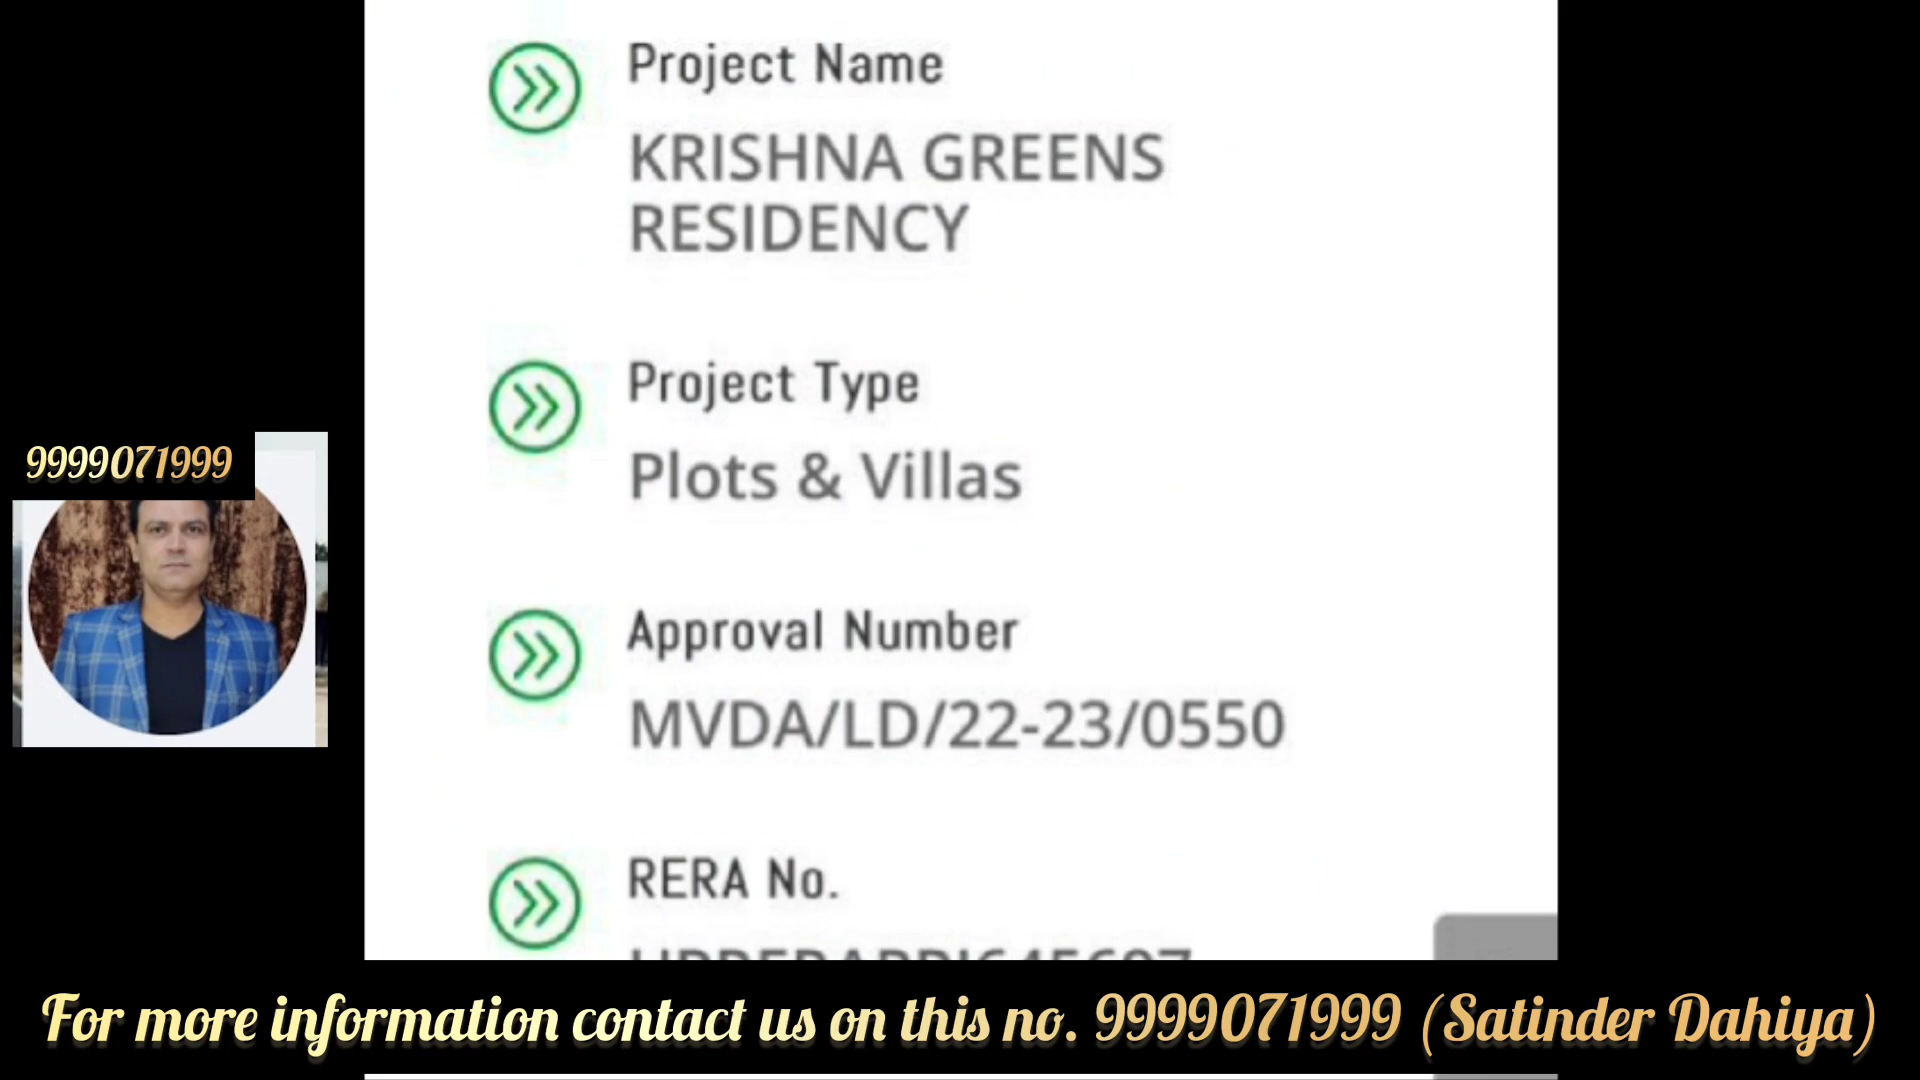 Project Name
KRISHNA GREENS
RESIDENCY
Project Type
Plots & Villas
Approval Number
MVDA/LD/22-23/0550
RERA No.
9999071999
For more information contact us on this no. 9999071999 (Satinder Dahiya)